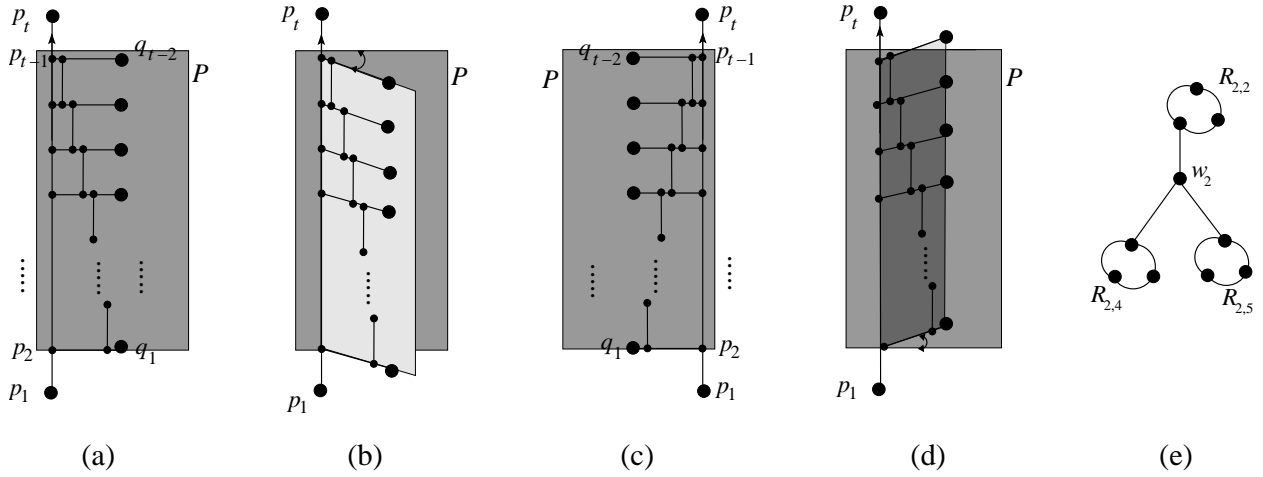 p_t
p_{t−1}
q_{t−2}
P
p_2
q_1
p_1
(a)
p_t
P
p_1
(b)
p_t
q_{t−2}
p_{t−1}
q_1
p_2
p_1
(c)
p_t
P
p_1
(d)
R_{2,2}
w_2
R_{2,4}
R_{2,5}
(e)